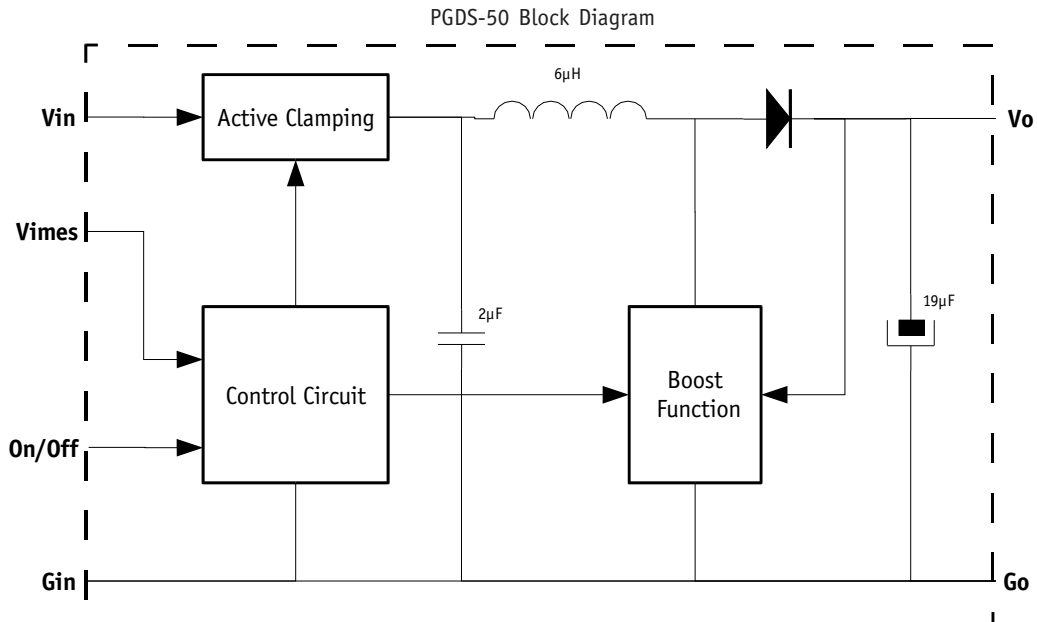 PGDS-50 Block Diagram
6µH
Vin
Active Clamping
Vo
Vimes
2µF
19µF
Control Circuit
Boost
Function
On/Off
Gin
Go